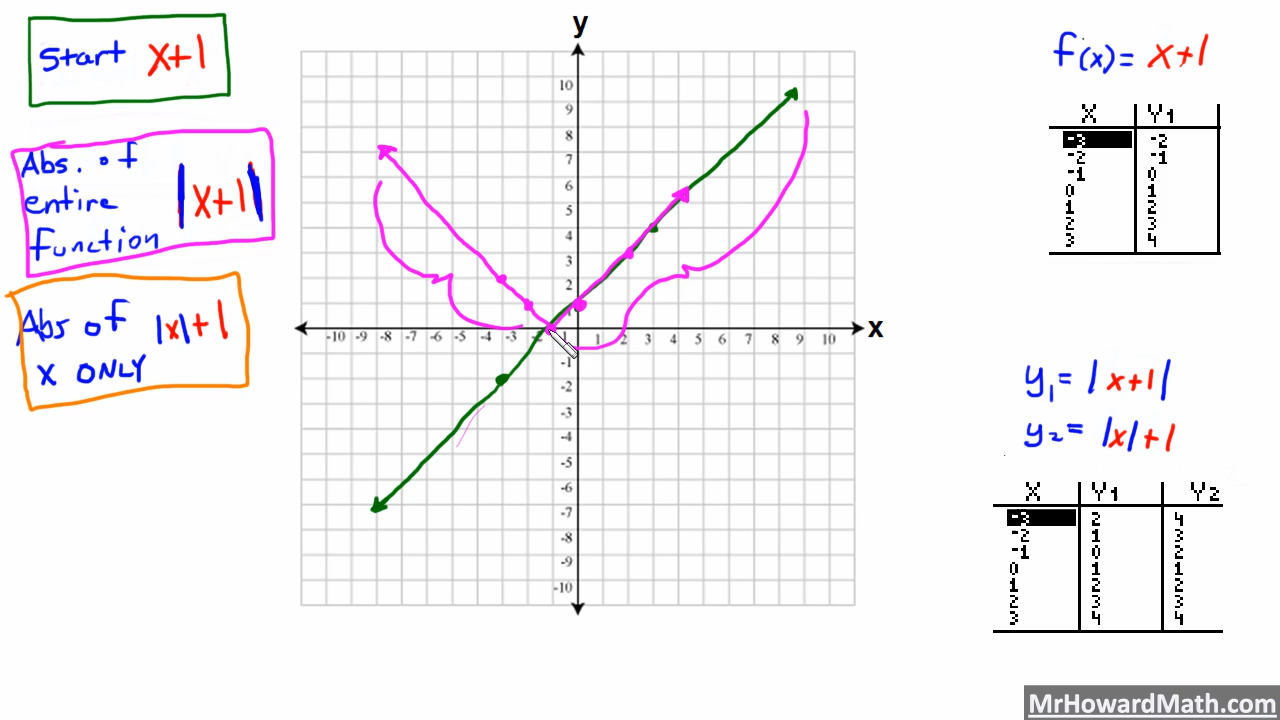 Start x+1
Abs. of
entire |x+1|
function
Abs of |x|+1
x ONLY
y
10
9
8
7
6
5
4
3
2
-10 -9 -8 -7 -6 -5 -4 -3 -2 -1 1 2 3 4 5 6 7 8 9 10 x
-1
-2
-3
-4
-5
-6
-7
-8
-9
-10
f(x)= x+1
X Y1
-3 -2
-2 -1
-1 0
0 1
1 2
2 3
3 4
y₁= |x+1|
y₂= |x|+1
X Y1 Y2
-3 2 4
-2 1 3
-1 0 2
0 1 1
1 2 2
2 3 3
3 4 4
MrHowardMath.com